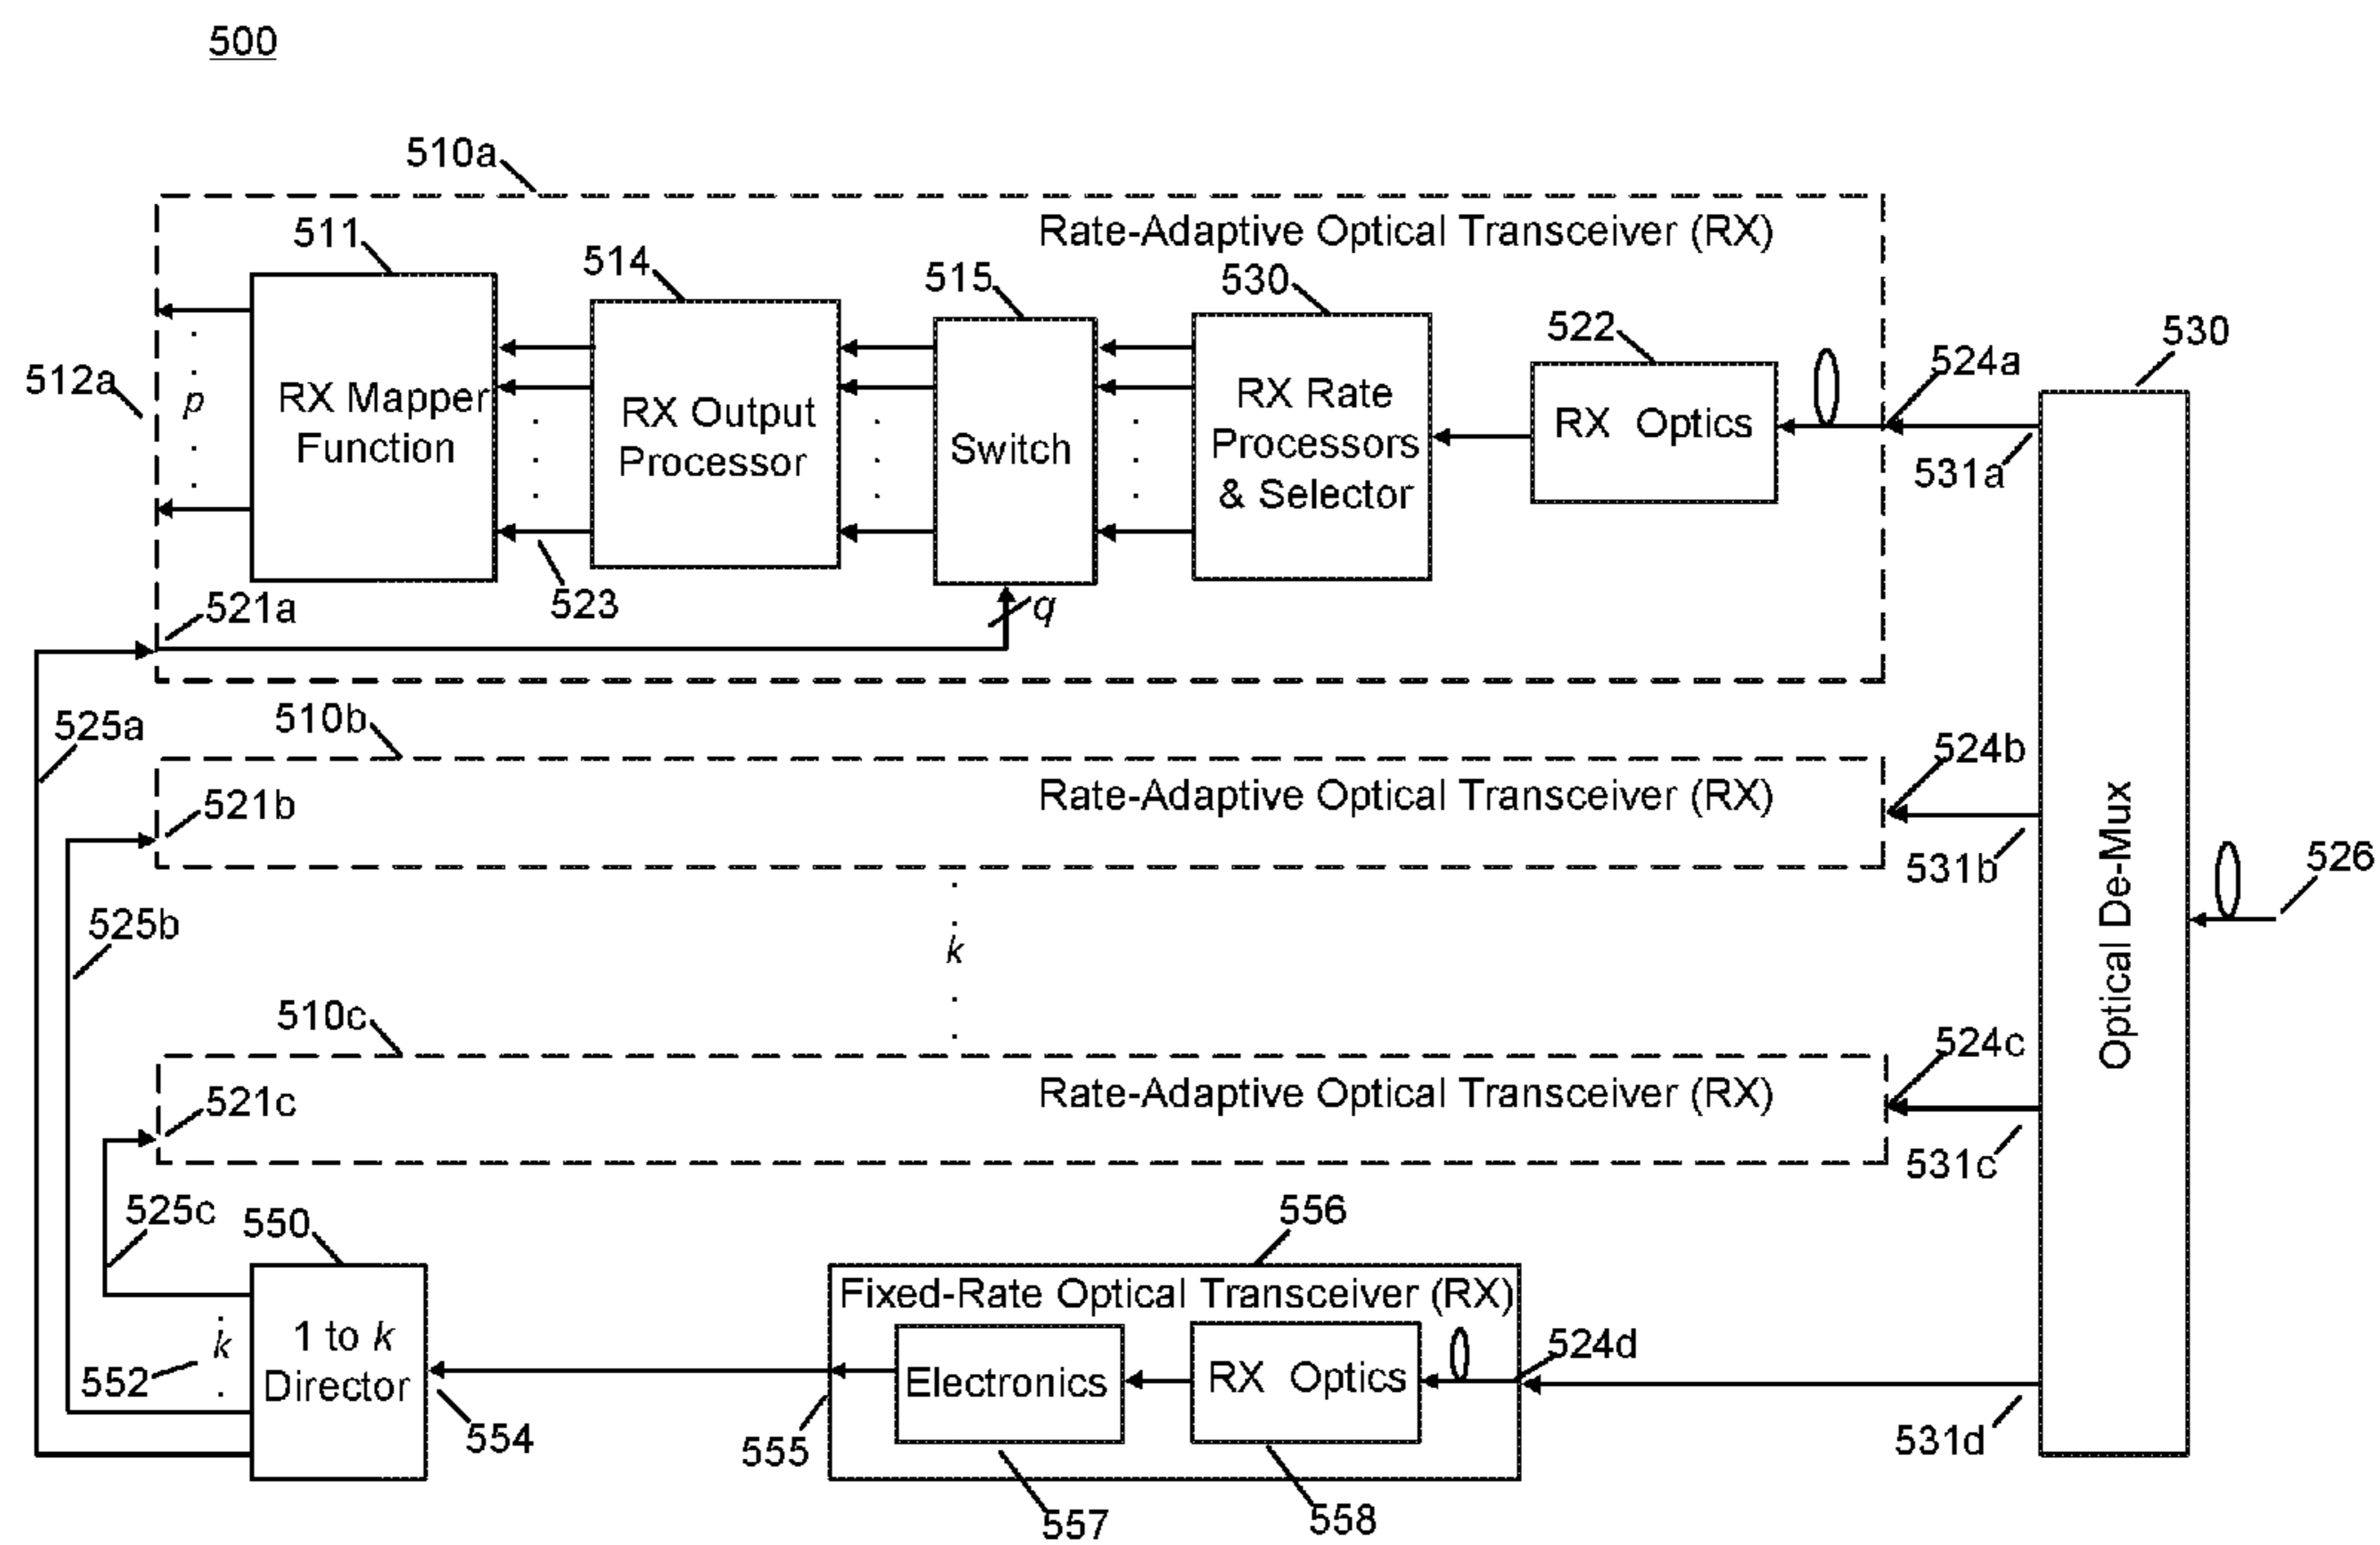 500
510a
Rate-Adaptive Optical Transceiver (RX)
511
514
515
530
522
530
524a
512a
p
RX Mapper
Function
RX Output
Processor
Switch
RX Rate
Processors
& Selector
RX Optics
531a
521a
523
q
525a
510b
524b
521b
Rate-Adaptive Optical Transceiver (RX)
531b
Optical De-Mux
526
525b
k
510c
524c
521c
Rate-Adaptive Optical Transceiver (RX)
531c
525c
550
556
Fixed-Rate Optical Transceiver (RX)
k
552
1 to k
Director
554
555
Electronics
RX Optics
524d
531d
557
558